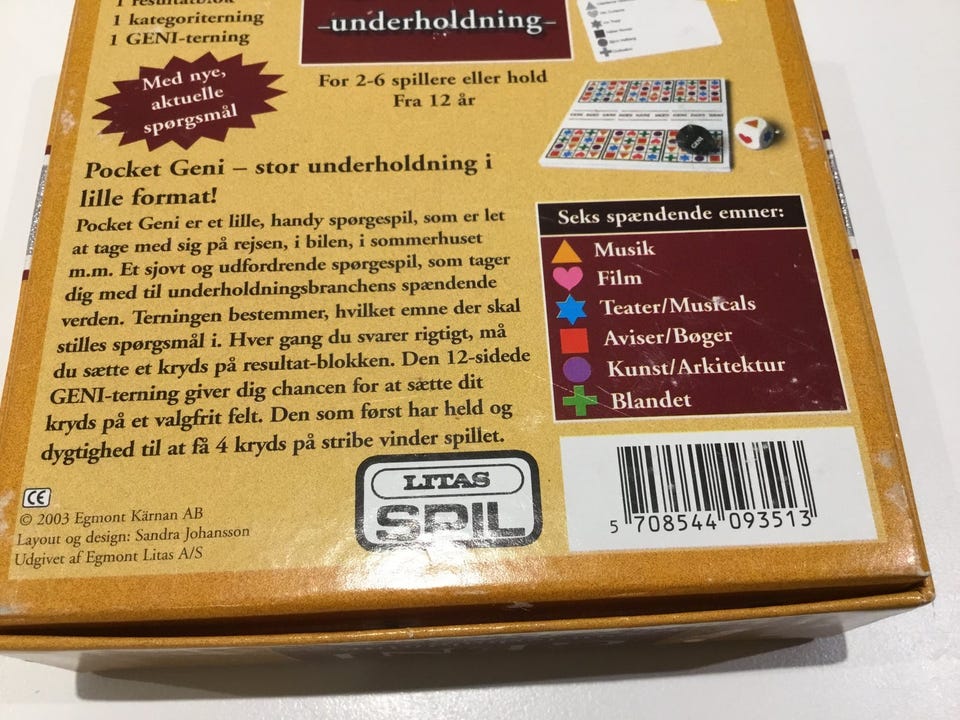 1 resultatblok
1 kategoriterning
1 GENI-terning
-underholdning-
Med nye,
aktuelle
spørgsmål
For 2-6 spillere eller hold
Fra 12 år
Pocket Geni – stor underholdning i
lille format!
Pocket Geni er et lille, handy spørgespil, som er let
at tage med sig på rejsen, i bilen, i sommerhuset
m.m. Et sjovt og udfordrende spørgespil, som tager
dig med til underholdningsbranchens spændende
verden. Terningen bestemmer, hvilket emne der skal
stilles spørgsmål i. Hver gang du svarer rigtigt, må
du sætte et kryds på resultat-blokken. Den 12-sidede
GENI-terning giver dig chancen for at sætte dit
kryds på et valgfrit felt. Den som først har held og
dygtighed til at få 4 kryds på stribe vinder spillet.
Seks spændende emner:
Musik
Film
Teater/Musicals
Aviser/Bøger
Kunst/Arkitektur
Blandet
CE
© 2003 Egmont Kärnan AB
Layout og design: Sandra Johansson
Udgivet af Egmont Litas A/S
LITAS
SPIL
5 708544 093513